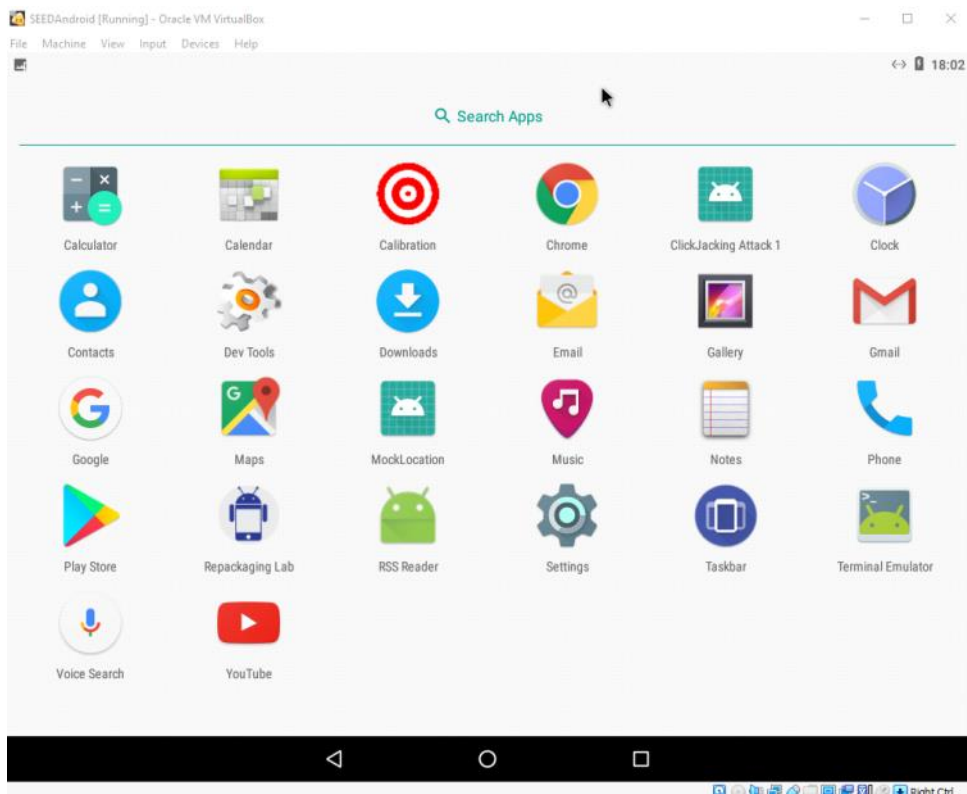 SEEDAndroid [Running] - Oracle VM VirtualBox
File Machine View Input Devices Help
18:02
Search Apps
Calculator Calendar Calibration Chrome ClickJacking Attack 1 Clock
Contacts Dev Tools Downloads Email Gallery Gmail
Google Maps MockLocation Music Notes Phone
Play Store Repackaging Lab RSS Reader Settings Taskbar Terminal Emulator
Voice Search YouTube
Right Ctrl